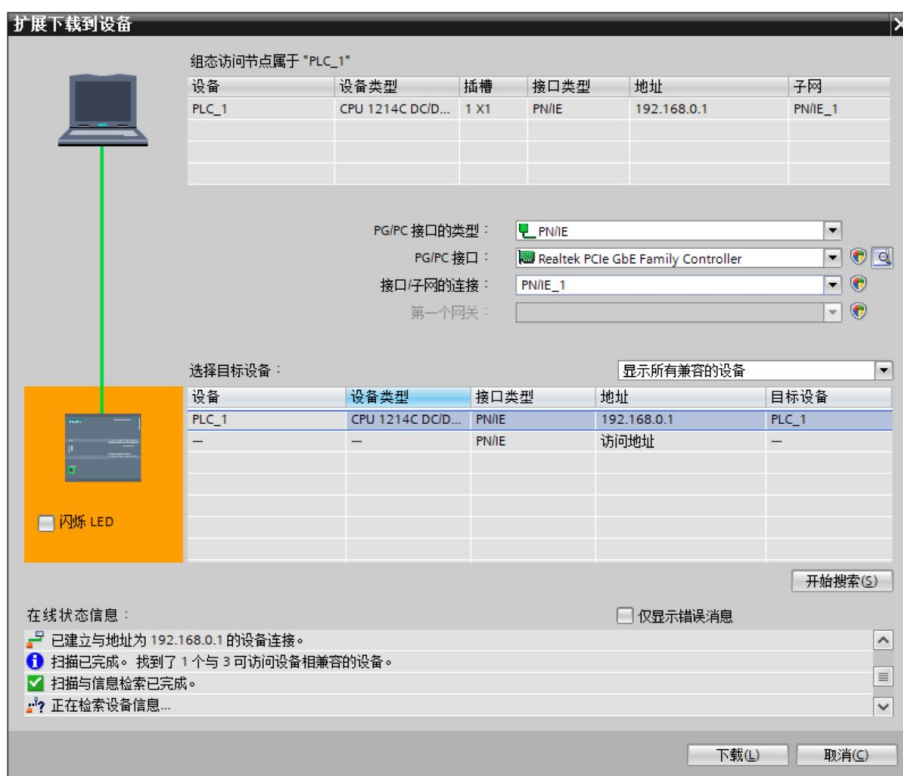 扩展下载到设备
组态访问节点属于 "PLC_1"
设备 设备类型 插槽 接口类型 地址 子网
PLC_1 CPU 1214C DC/D... 1 X1 PN/IE 192.168.0.1 PN/IE_1
PG/PC 接口的类型： PN/IE
PG/PC 接口： Realtek PCIe GbE Family Controller
接口/子网的连接： PN/IE_1
第一个网关：
选择目标设备： 显示所有兼容的设备
设备 设备类型 接口类型 地址 目标设备
PLC_1 CPU 1214C DC/D... PN/IE 192.168.0.1 PLC_1
— — PN/IE 访问地址 —
闪烁 LED
开始搜索(S)
在线状态信息： 仅显示错误消息
已建立与地址为 192.168.0.1 的设备连接。
扫描已完成。找到了 1 个与 3 可访问设备相兼容的设备。
扫描与信息检索已完成。
正在检索设备信息...
下载(L) 取消(C)